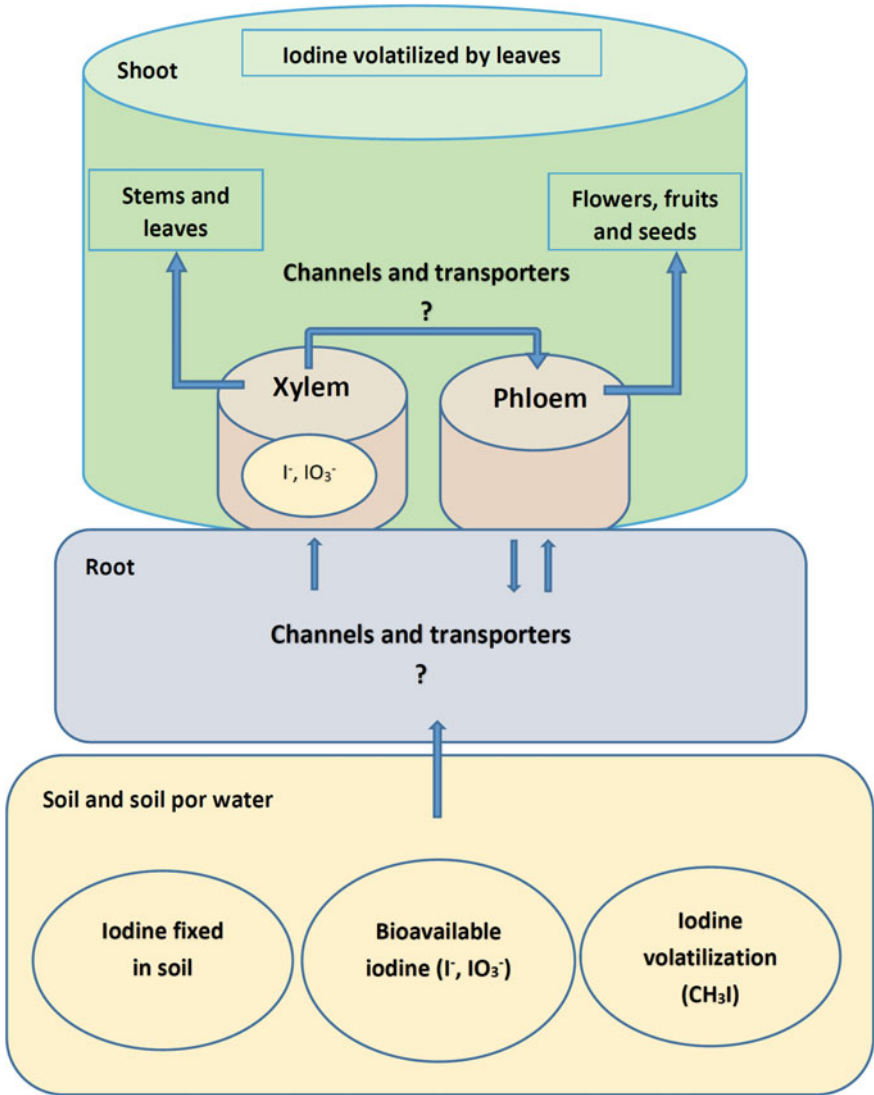 Iodine volatilized by leaves
Shoot
Stems and
leaves
Flowers, fruits
and seeds
Channels and transporters
?
Xylem
Phloem
I⁻, IO₃⁻
Root
Channels and transporters
?
Soil and soil por water
Iodine fixed
in soil
Bioavailable
iodine (I⁻, IO₃⁻)
Iodine
volatilization
(CH₃I)